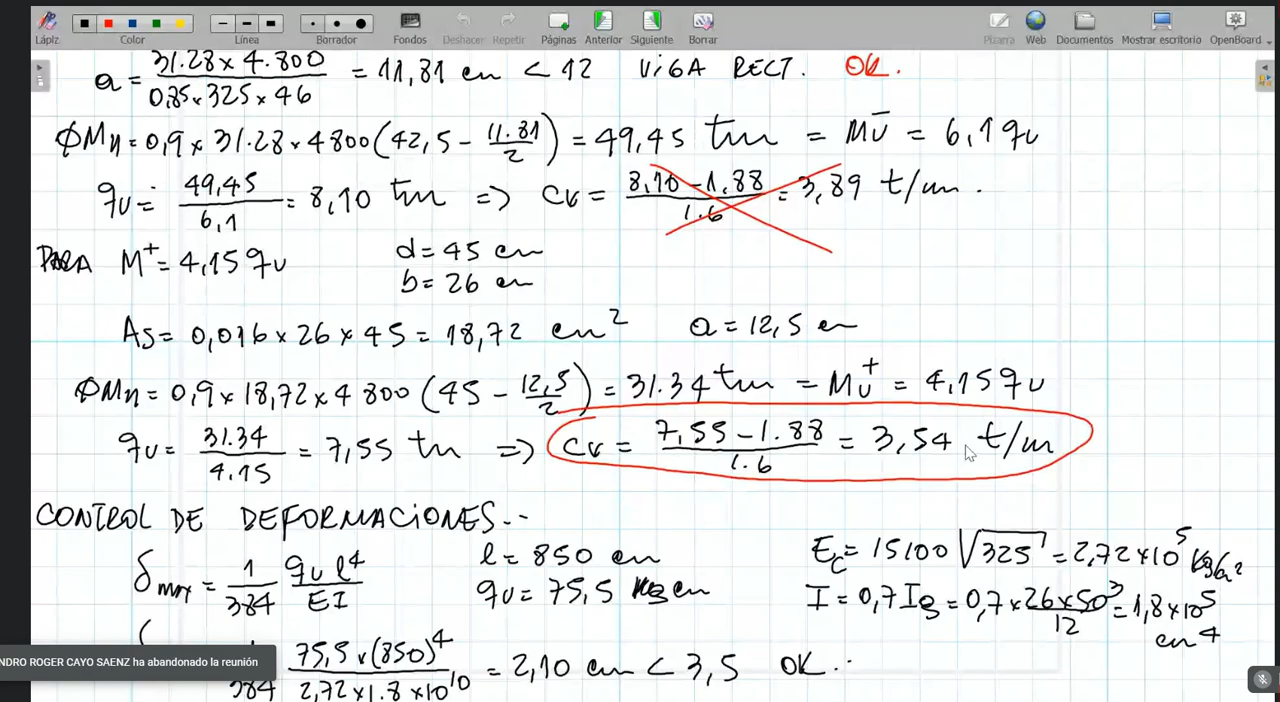 Lápiz. Color Línea Borrador Fondos Deshacer Repetir Páginas Anterior Siguiente Borrar Pizarra Web Documentos Mostrar escritorio OpenBoard
a = 31.28 x 4.800 / 0,85 x 325 x 46 = 11,81 cm < 12 VIGA RECT. OK.
ØMn = 0,9 x 31.28 x 4800 (42,5 - 11.81/2) = 49,45 tm = Mū = 6,1 qu
qu = 49,45 / 6,1 = 8,10 tm => CV = 8,10 - 1,88 / 1.6 = 3,89 t/m.
PARA M⁺ = 4,15 qu d = 45 cm
b = 26 cm
As = 0,016 x 26 x 45 = 18,72 cm² a = 12,5 cm
ØMn = 0,9 x 18,72 x 4800 (45 - 12,5/2) = 31.34 tm = Mu⁺ = 4,15 qu
qu = 31.34 / 4.15 = 7,55 tm => CV = 7,55 - 1.88 / 1.6 = 3,54 t/m
CONTROL DE DEFORMACIONES..
δmax = 1/384 qu l⁴ / EI l = 850 cm Ec = 15100 √325 = 2,72 x 10⁵
qu = 75,5 I = 0,7 Ig = 0,7 x 26 x 50³ / 12 = 1,8 x 10⁵ cm⁴
NDRO ROGER CAYO SAENZ ha abandonado la reunión
384 75,5 x (850)⁴ / 2,72 x 1.8 x 10¹⁰ = 2,10 cm < 3,5 OK..